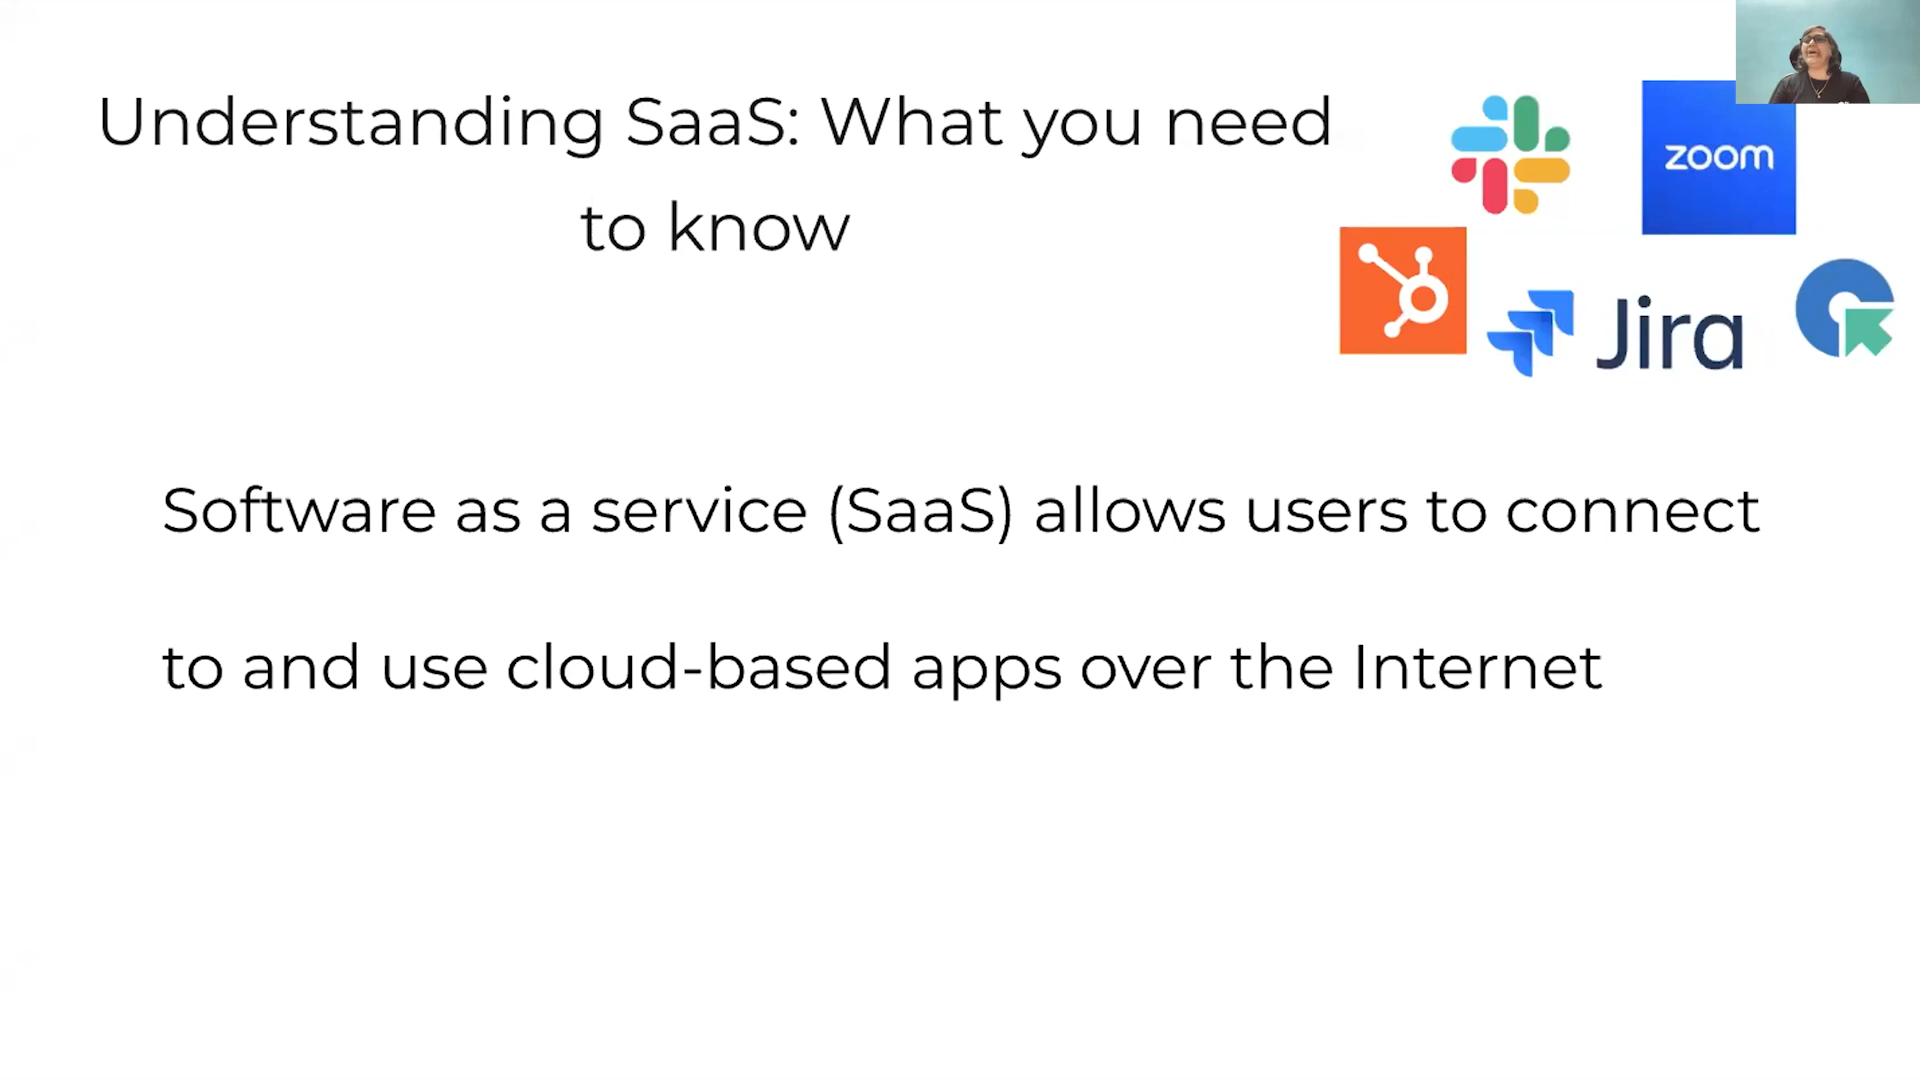 Understanding SaaS: What you need
to know
zoom
Jira
Software as a service (SaaS) allows users to connect
to and use cloud-based apps over the Internet